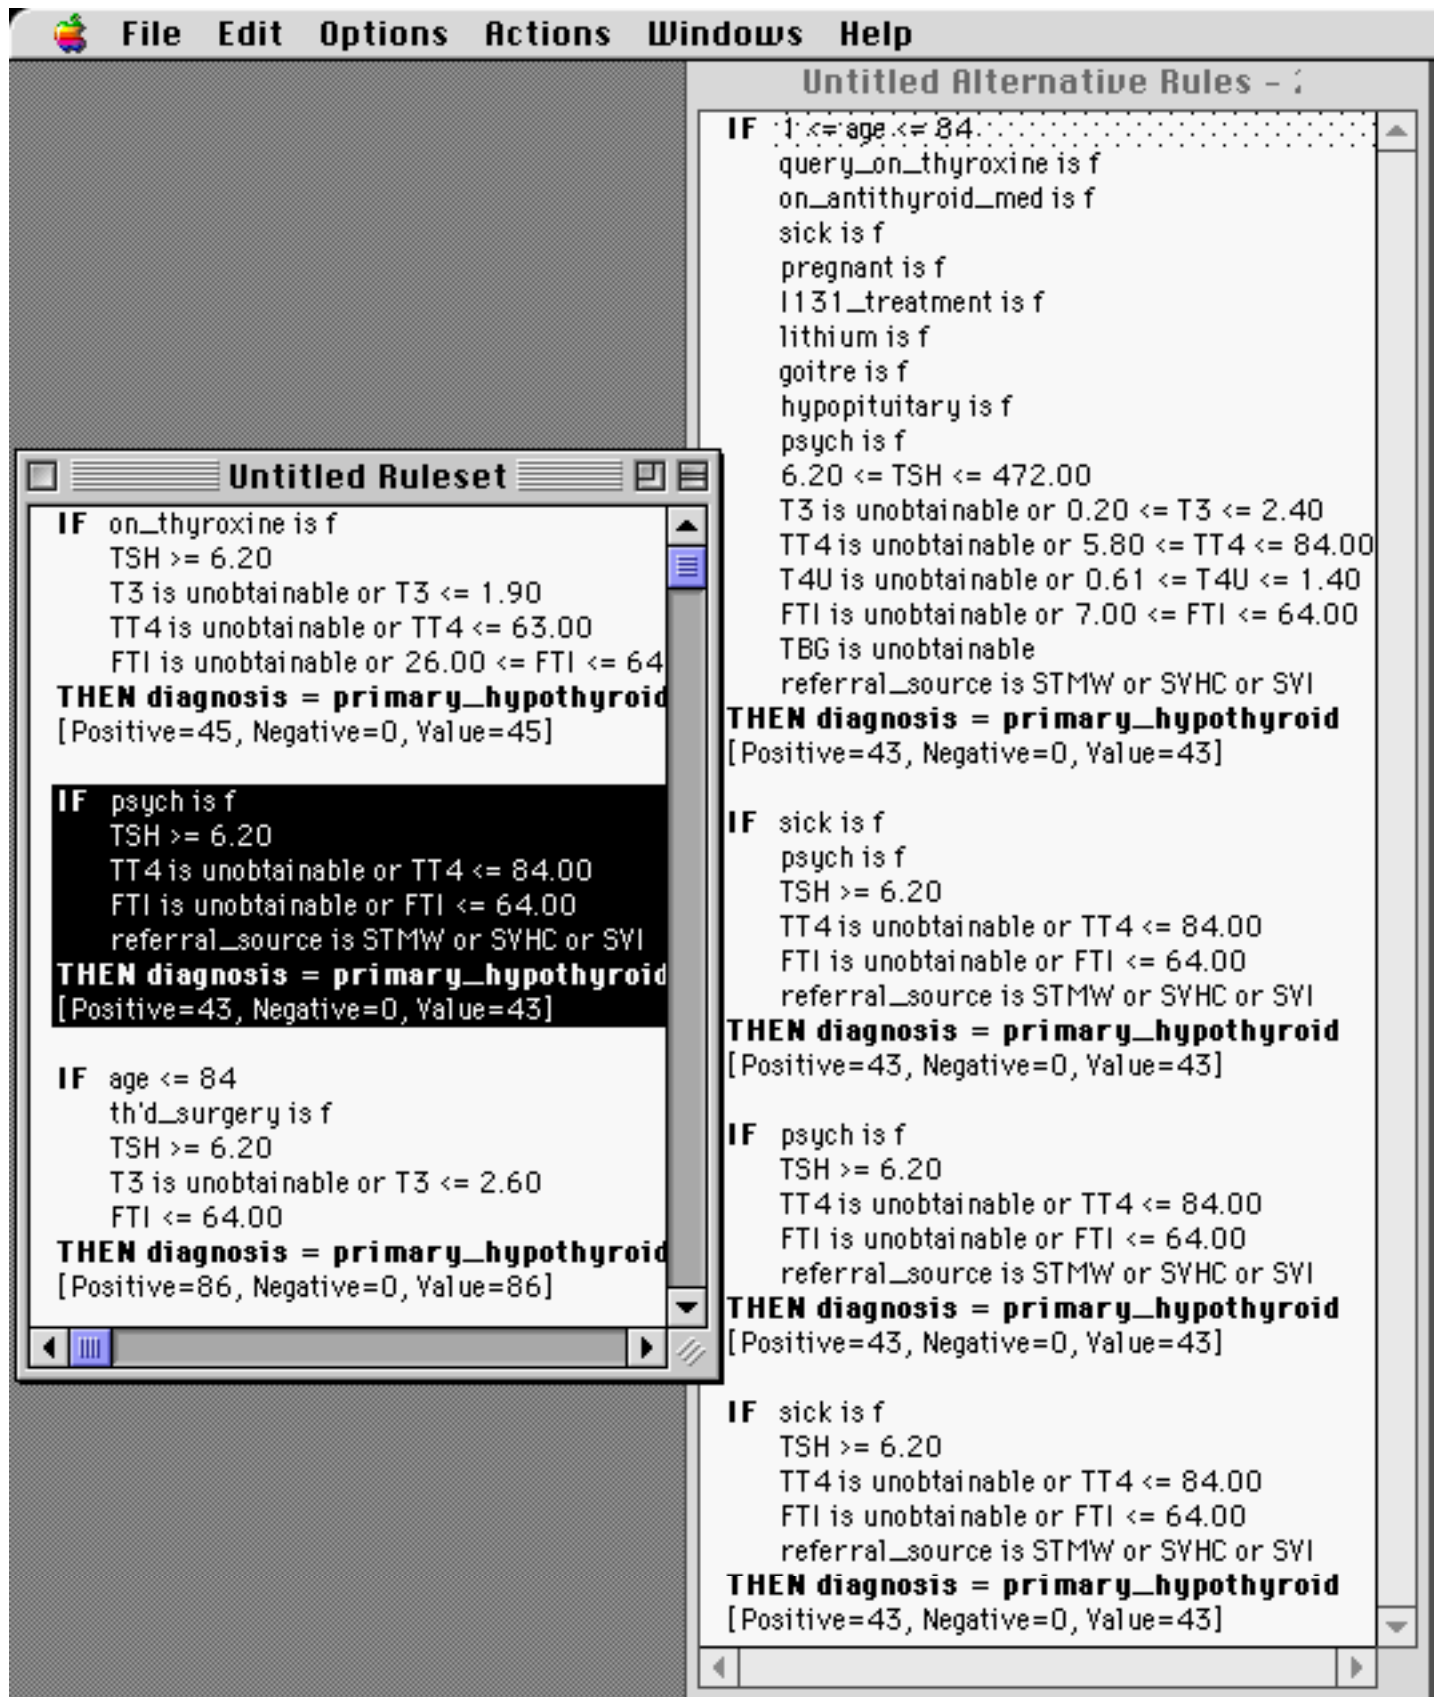 File Edit Options Actions Windows Help
Untitled Alternative Rules -
IF 1 <= age <= 84
query_on_thyroxine is f
on_antithyroid_med is f
sick is f
pregnant is f
I131_treatment is f
lithium is f
goitre is f
hypopituitary is f
psych is f
6.20 <= TSH <= 472.00
T3 is unobtainable or 0.20 <= T3 <= 2.40
TT4 is unobtainable or 5.80 <= TT4 <= 84.00
T4U is unobtainable or 0.61 <= T4U <= 1.40
FTI is unobtainable or 7.00 <= FTI <= 64.00
TBG is unobtainable
referral_source is STMW or SVHC or SVI
THEN diagnosis = primary_hypothyroid
[Positive=43, Negative=0, Value=43]
IF sick is f
psych is f
TSH >= 6.20
TT4 is unobtainable or TT4 <= 84.00
FTI is unobtainable or FTI <= 64.00
referral_source is STMW or SVHC or SVI
THEN diagnosis = primary_hypothyroid
[Positive=43, Negative=0, Value=43]
IF psych is f
TSH >= 6.20
TT4 is unobtainable or TT4 <= 84.00
FTI is unobtainable or FTI <= 64.00
referral_source is STMW or SVHC or SVI
THEN diagnosis = primary_hypothyroid
[Positive=43, Negative=0, Value=43]
IF sick is f
TSH >= 6.20
TT4 is unobtainable or TT4 <= 84.00
FTI is unobtainable or FTI <= 64.00
referral_source is STMW or SVHC or SVI
THEN diagnosis = primary_hypothyroid
[Positive=43, Negative=0, Value=43]
Untitled Ruleset
IF on_thyroxine is f
TSH >= 6.20
T3 is unobtainable or T3 <= 1.90
TT4 is unobtainable or TT4 <= 63.00
FTI is unobtainable or 26.00 <= FTI <= 64
THEN diagnosis = primary_hypothyroid
[Positive=45, Negative=0, Value=45]
IF psych is f
TSH >= 6.20
TT4 is unobtainable or TT4 <= 84.00
FTI is unobtainable or FTI <= 64.00
referral_source is STMW or SVHC or SVI
THEN diagnosis = primary_hypothyroid
[Positive=43, Negative=0, Value=43]
IF age <= 84
th'd_surgery is f
TSH >= 6.20
T3 is unobtainable or T3 <= 2.60
FTI <= 64.00
THEN diagnosis = primary_hypothyroid
[Positive=86, Negative=0, Value=86]